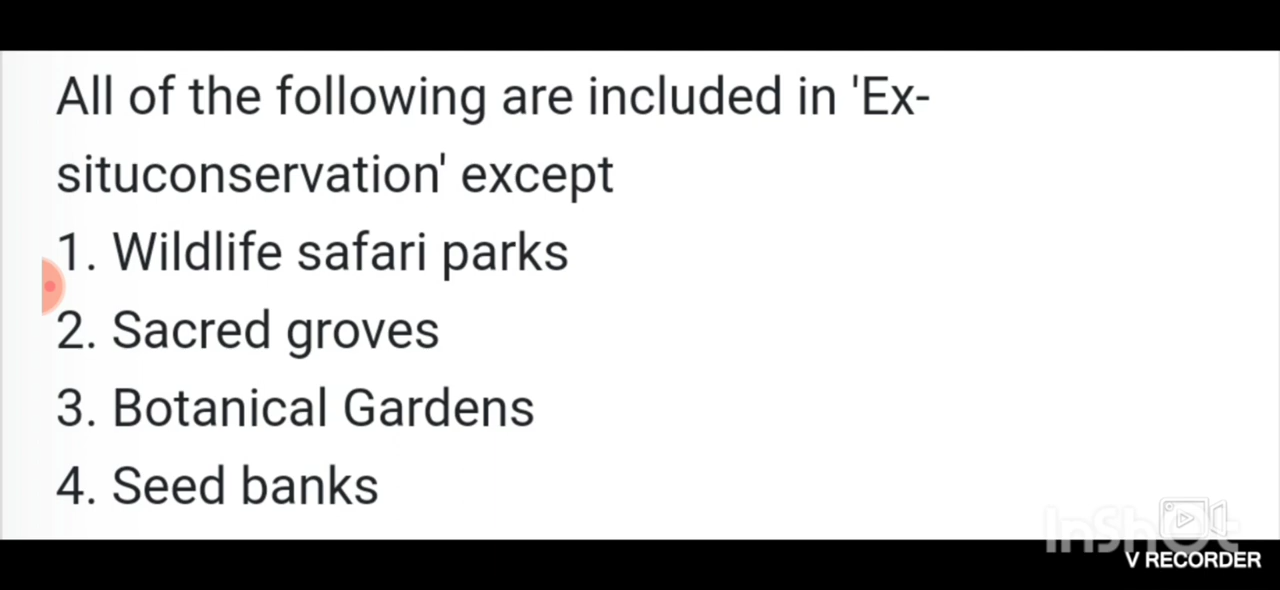 All of the following are included in 'Ex-
situconservation' except
1. Wildlife safari parks
2. Sacred groves
3. Botanical Gardens
4. Seed banks
InShot
V RECORDER